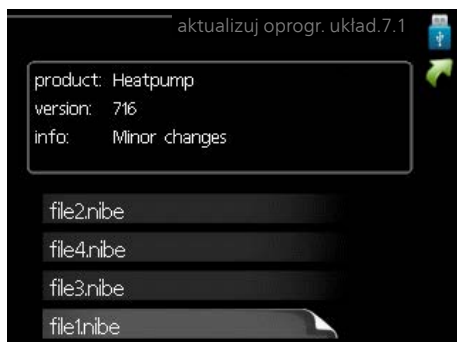 aktualizuj oprogr. układ.7.1
product: Heatpump
version: 716
info: Minor changes
file2.nibe
file4.nibe
file3.nibe
file1.nibe